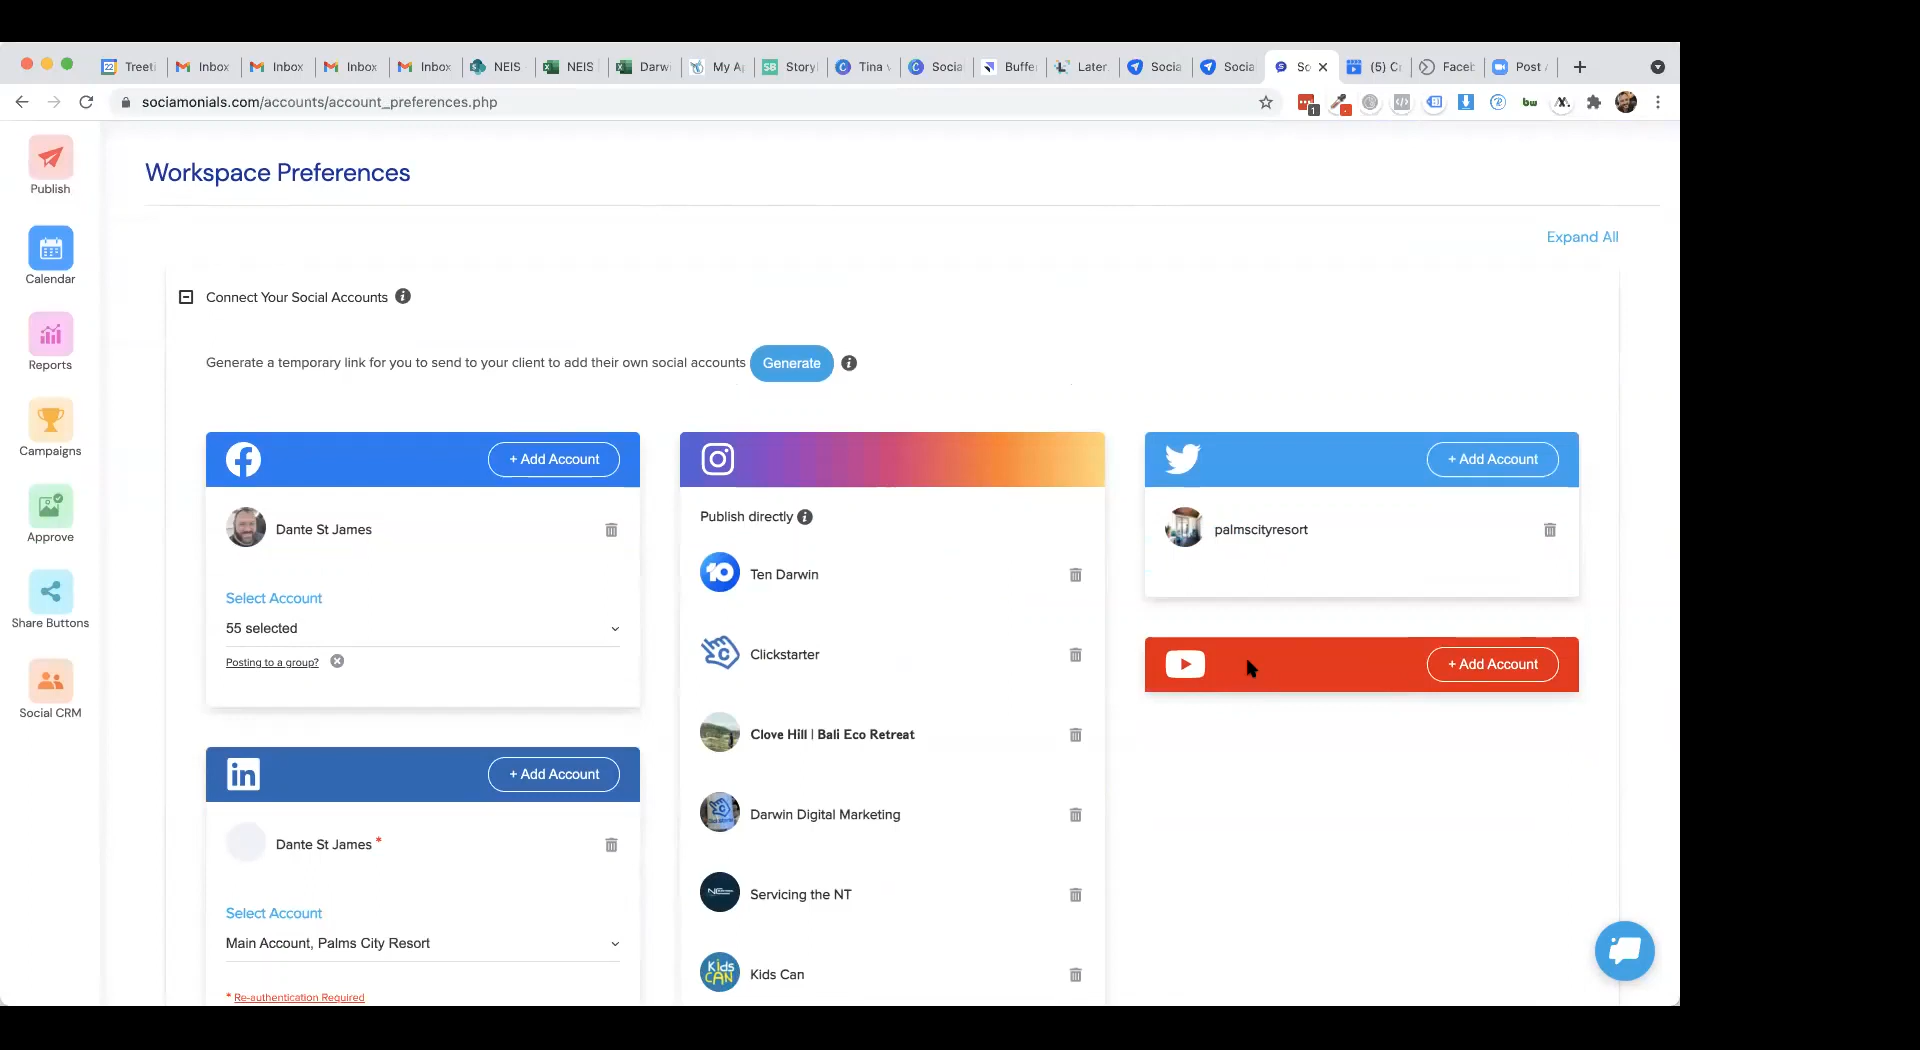 Treeti
Inbox
Inbox
Inbox
Inbox
NEIS
NEIS
Darw
My A
Story
Tina
Socia
Buffe
Later
Socia
Socia
So
(5) C
Faceb
Post
sociamonials.com/accounts/account_preferences.php
Publish
Calendar
Reports
Campaigns
Approve
Share Buttons
Social CRM
Workspace Preferences
Expand All
Connect Your Social Accounts
Generate a temporary link for you to send to your client to add their own social accounts
Generate
+ Add Account
Dante St James
Select Account
55 selected
Posting to a group?
+ Add Account
Dante St James *
Select Account
Main Account, Palms City Resort
* Re-authentication Required
Publish directly
Ten Darwin
Clickstarter
Clove Hill | Bali Eco Retreat
Darwin Digital Marketing
Servicing the NT
Kids Can
+ Add Account
palmscityresort
+ Add Account